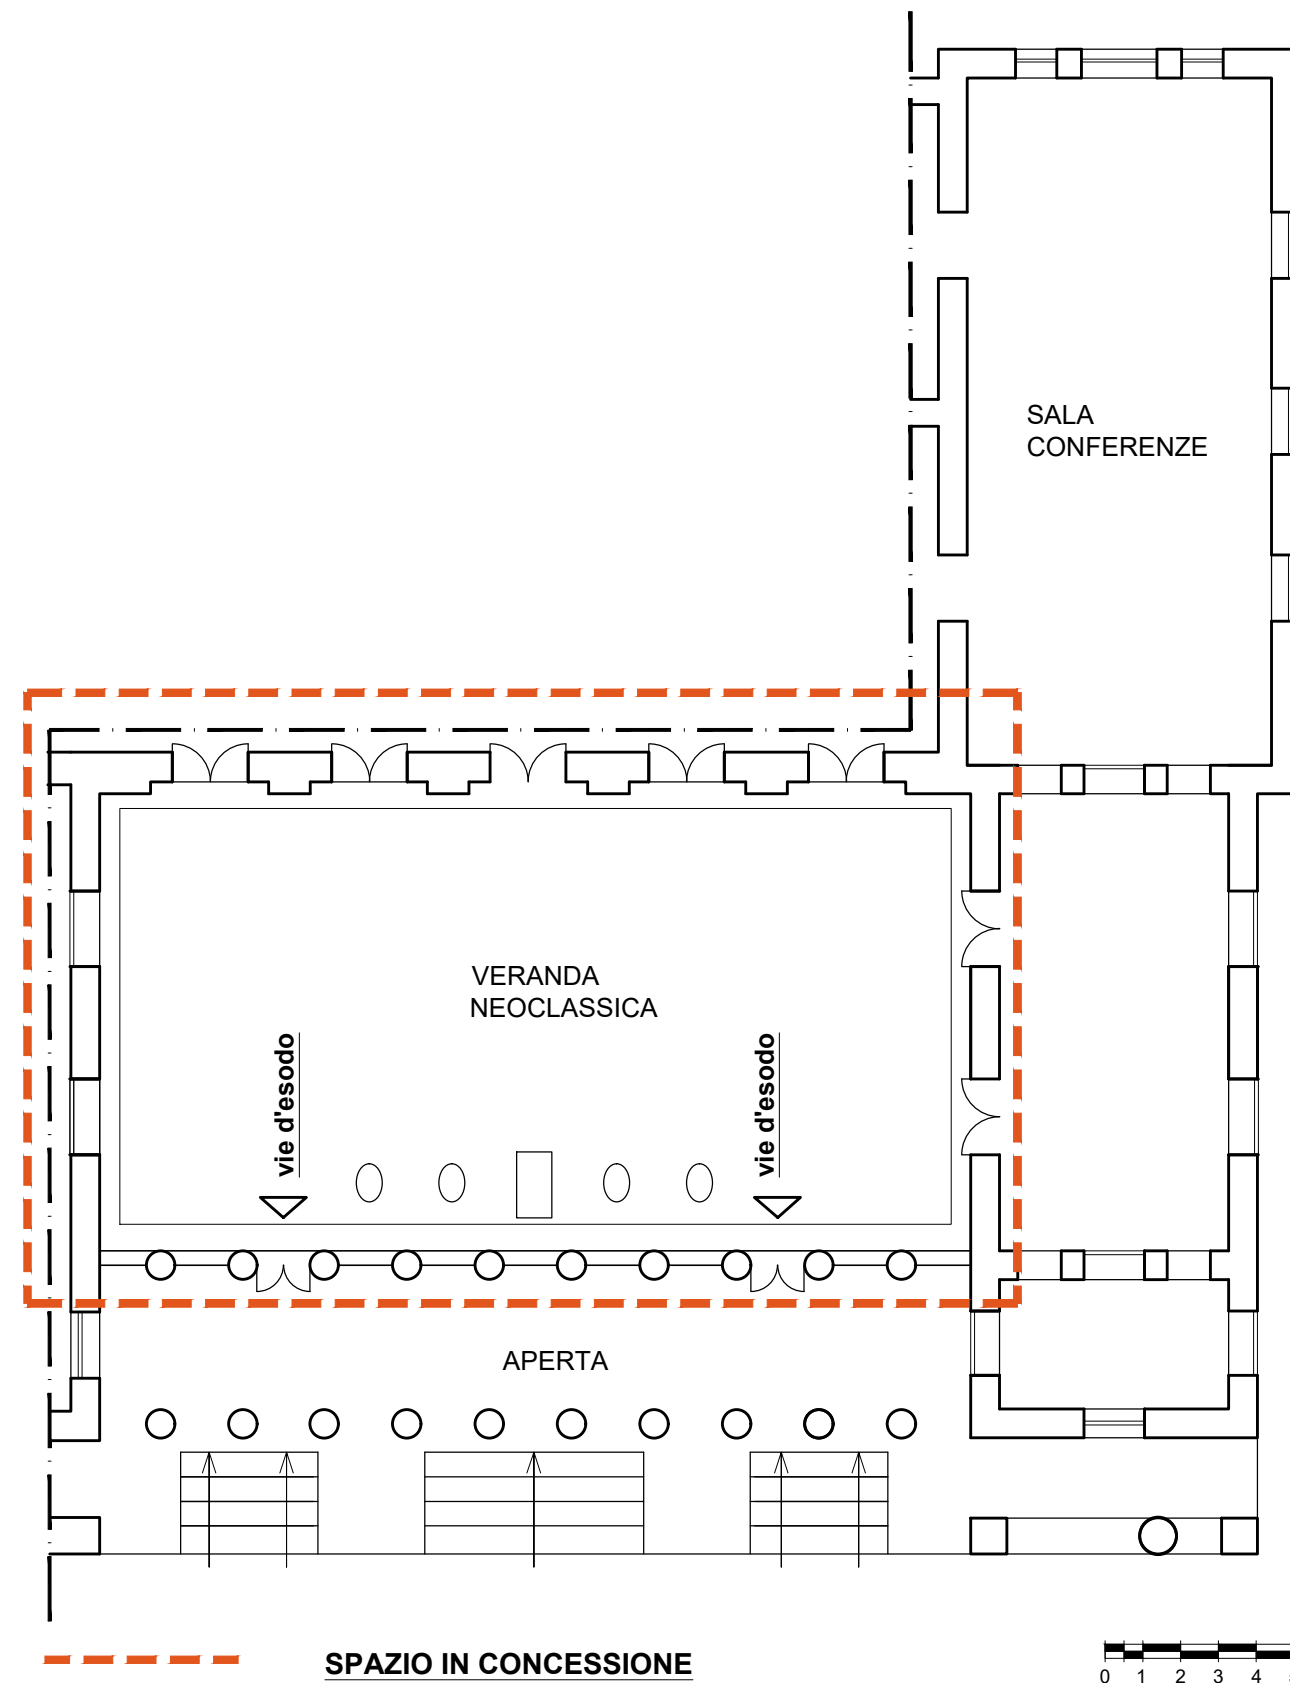 SALA
CONFERENZE
VERANDA
NEOCLASSICA
vie d'esodo
vie d'esodo
APERTA
SPAZIO IN CONCESSIONE
0 1 2 3 4